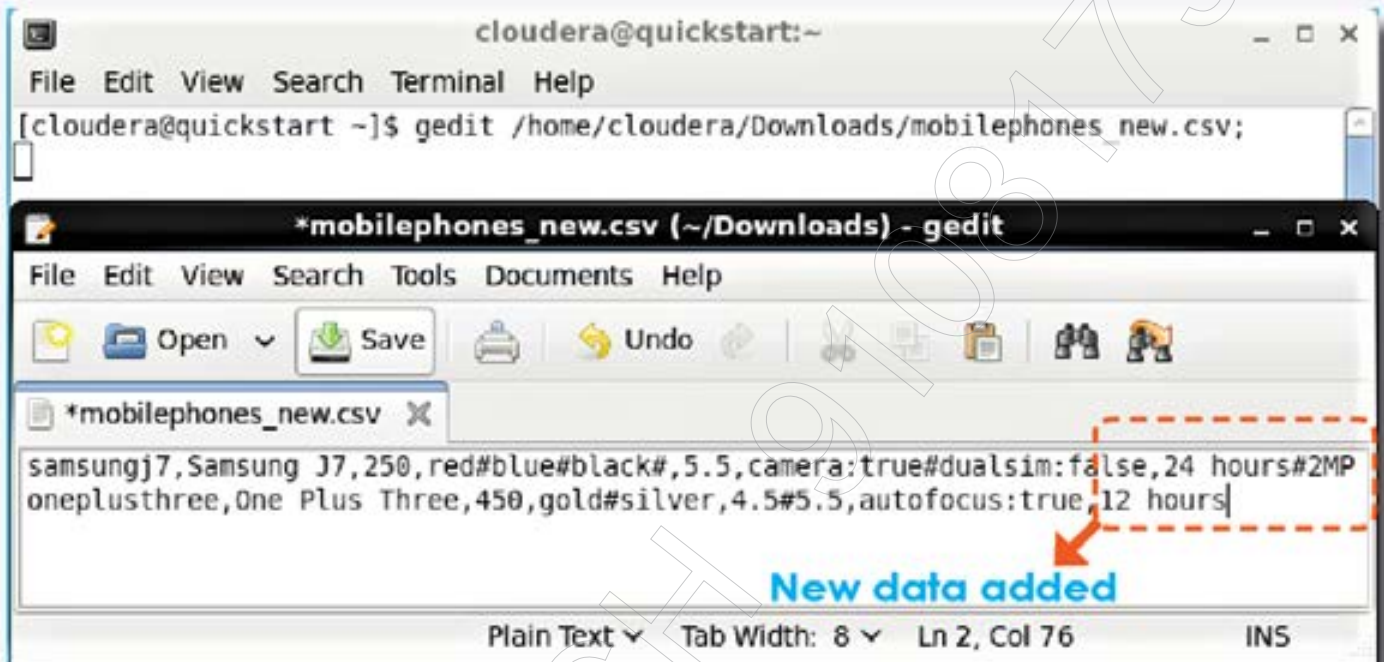 cloudera@quickstart:~
File Edit View Search Terminal Help
[cloudera@quickstart ~]$ gedit /home/cloudera/Downloads/mobilephones_new.csv;
*mobilephones_new.csv (~/Downloads) - gedit
File Edit View Search Tools Documents Help
Open Save Undo
*mobilephones_new.csv
samsungj7,Samsung J7,250,red#blue#black#,5.5,camera:true#dualsim:false,24 hours#2MP
oneplusthree,One Plus Three,450,gold#silver,4.5#5.5,autofocus:true,12 hours
New data added
Plain Text Tab Width: 8 Ln 2, Col 76 INS